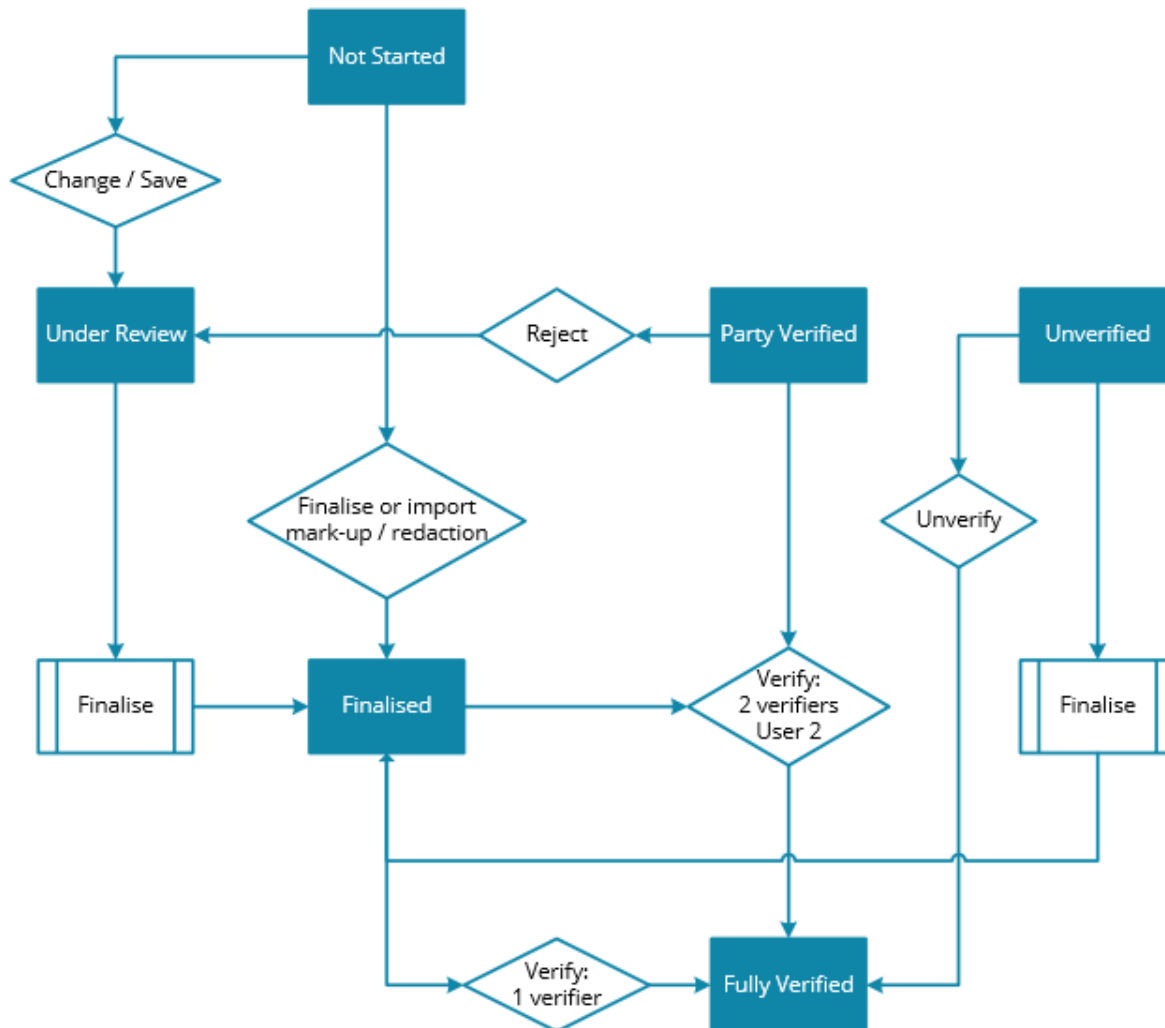 Not Started
Change / Save
Under Review
Reject
Party Verified
Unverified
Finalise or import
mark-up / redaction
Unverify
Finalise
Finalised
Verify:
2 verifiers
User 2
Finalise
Verify:
1 verifier
Fully Verified